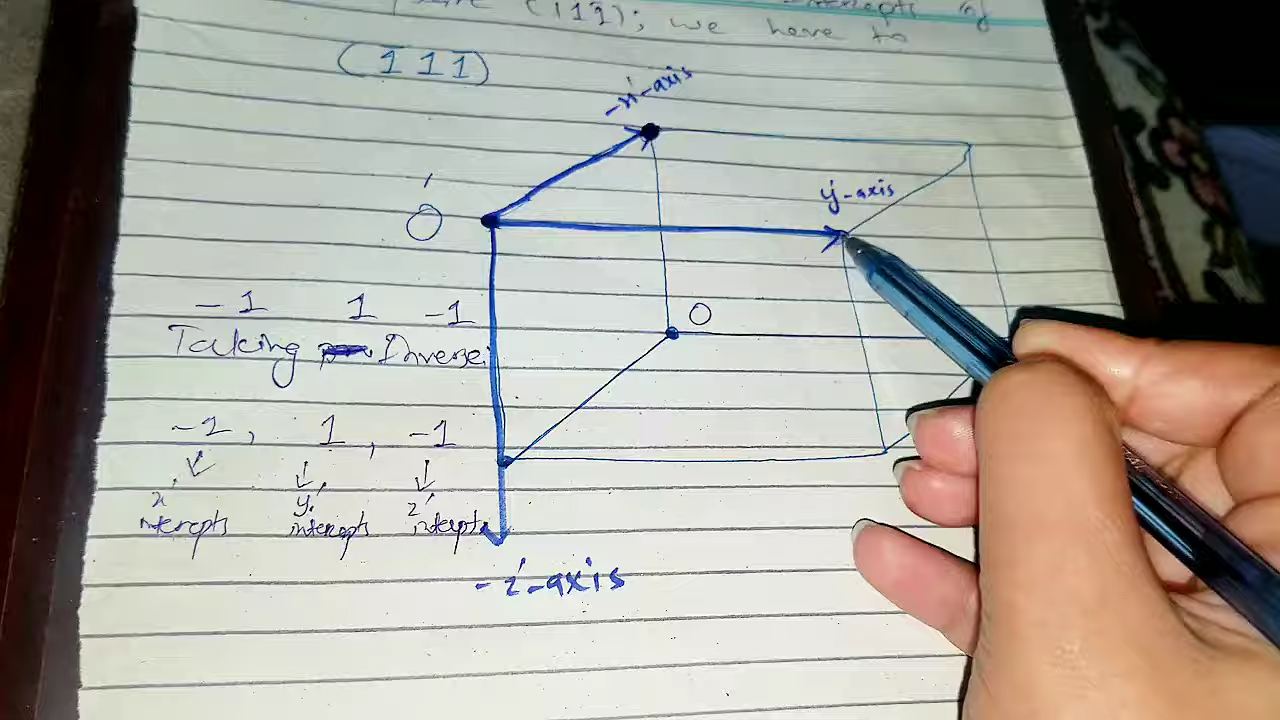 (111); we have to
(1 1 1)
-x'-axis
y'-axis
O'
O
-1 1 -1
Taking Inverse:
-1, 1, -1
x' y' z'
intercepts intercepts intercepts
-z'-axis